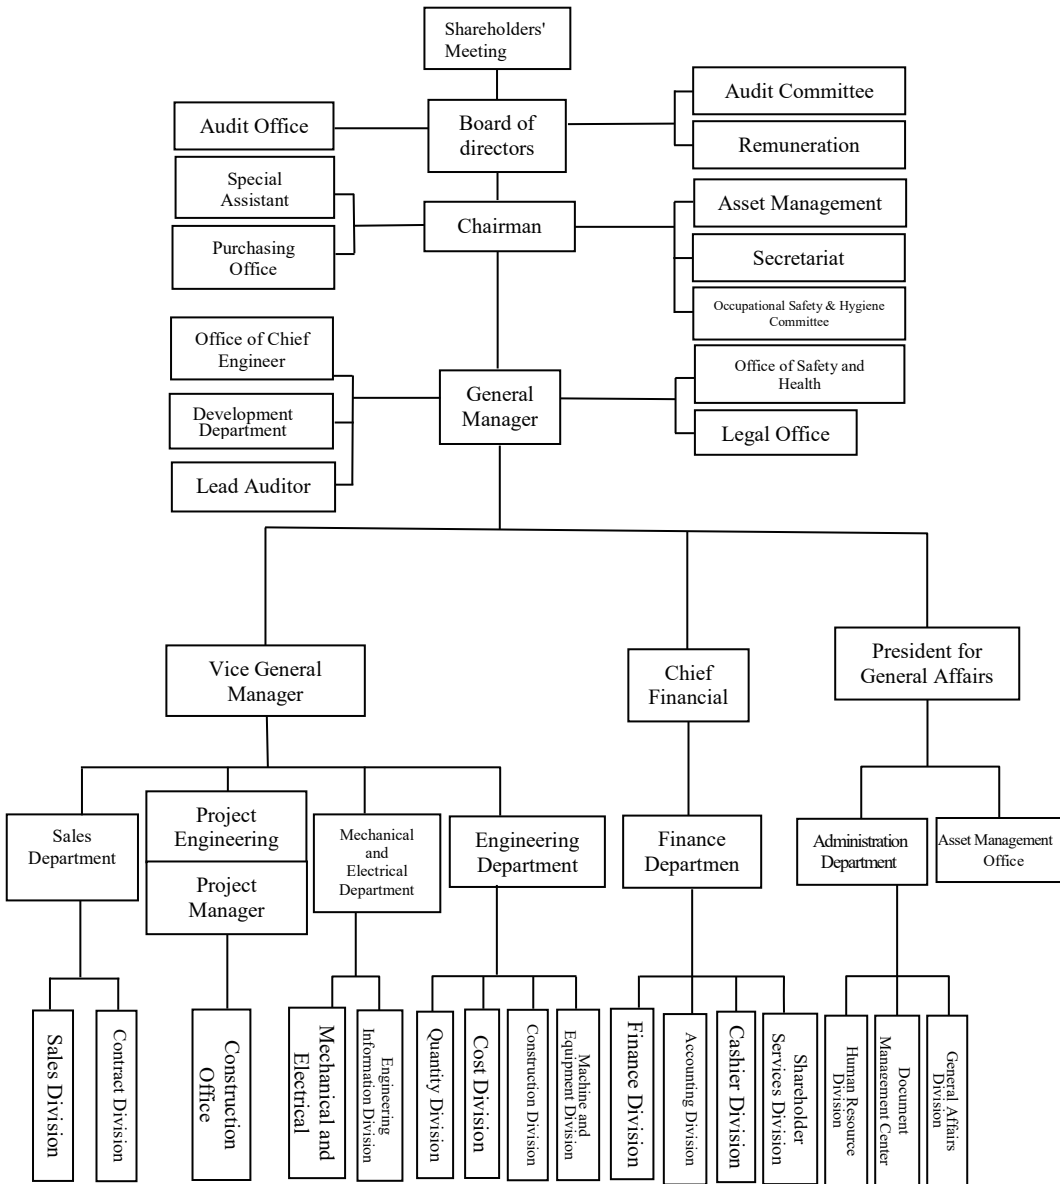 Shareholders'
Meeting
Audit Office
Board of
directors
Audit Committee
Remuneration
Special
Assistant
Purchasing
Office
Chairman
Asset Management
Secretariat
Occupational Safety & Hygiene
Committee
Office of Chief
Engineer
Development
Department
Lead Auditor
General
Manager
Office of Safety and
Health
Legal Office
Vice General
Manager
Chief
Financial
President for
General Affairs
Sales
Department
Project
Engineering
Project
Manager
Mechanical
and
Electrical
Department
Engineering
Department
Finance
Departmen
Administration
Department
Asset Management
Office
Sales Division
Contract Division
Construction
Office
Mechanical and
Electrical
Engineering
Information Division
Quantity Division
Cost Division
Construction Division
Machine and
Equipment Division
Finance Division
Accounting Division
Cashier Division
Shareholder
Services Division
Human Resource
Division
Document
Management Center
General Affairs
Division